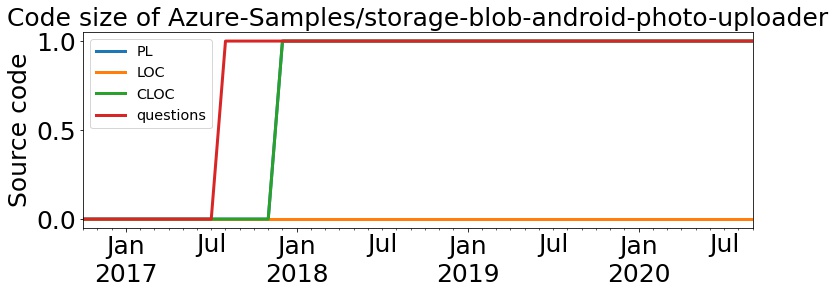 Code size of Azure-Samples/storage-blob-android-photo-uploader
Source code
1.0
0.5
0.0
PL
LOC
CLOC
questions
Jan Jul Jan Jul Jan Jul Jan Jul
2017 2018 2019 2020